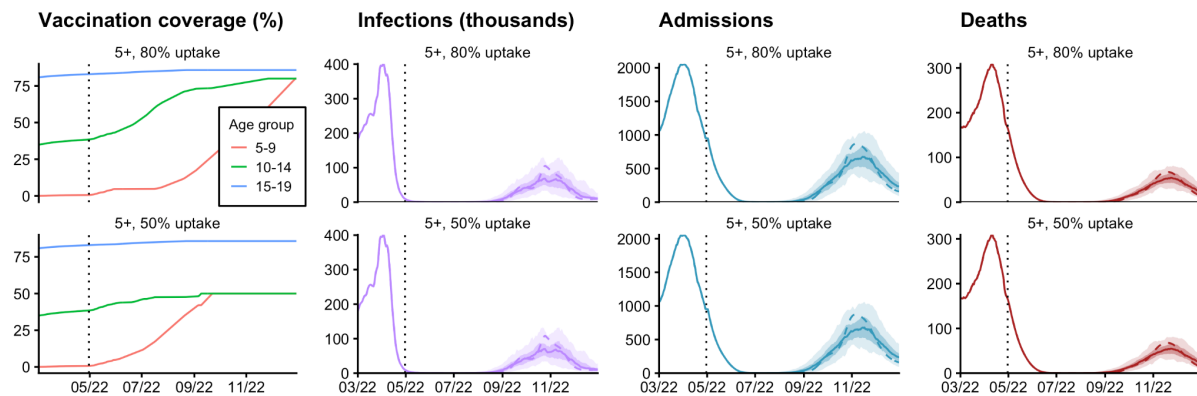 Vaccination coverage (%)
Infections (thousands)
Admissions
Deaths
5+, 80% uptake
5+, 80% uptake
5+, 80% uptake
5+, 80% uptake
75
50
25
0
Age group
5-9
10-14
15-19
400
300
200
100
0
2000
1500
1000
500
0
300
200
100
0
5+, 50% uptake
5+, 50% uptake
5+, 50% uptake
5+, 50% uptake
75
50
25
0
05/22 07/22 09/22 11/22
400
300
200
100
0
03/22 05/22 07/22 09/22 11/22
2000
1500
1000
500
0
03/22 05/22 07/22 09/22 11/22
300
200
100
0
03/22 05/22 07/22 09/22 11/22